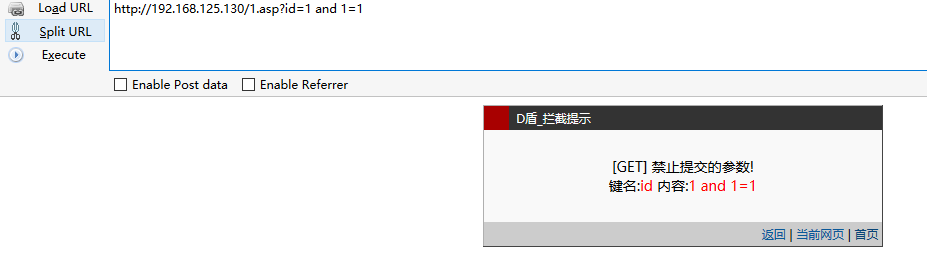 Load URL
http://192.168.125.130/1.asp?id=1 and 1=1
Split URL
Execute
Enable Post data
Enable Referrer
D盾_拦截提示
[GET] 禁止提交的参数!
键名:id 内容:1 and 1=1
返回 | 当前网页 | 首页